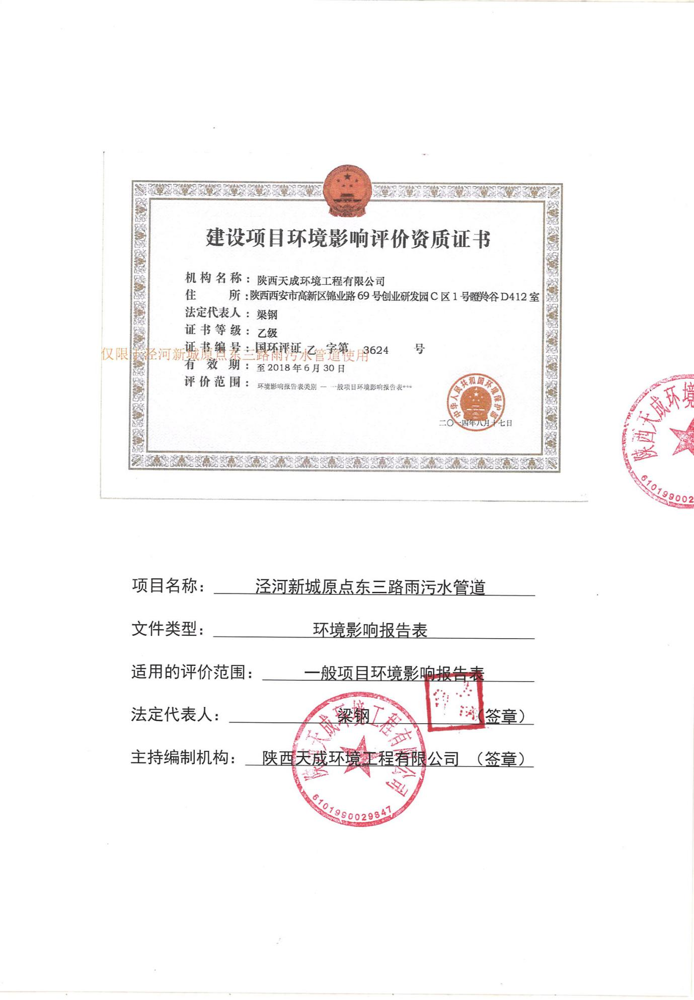 建设项目环境影响评价资质证书
机构名称：陕西天成环境工程有限公司
住 所：陕西西安市高新区锦业路69号创业研发园C区1号瞪羚谷D412室
法定代表人：梁钢
证书等级：乙级
证书编号：国环评证 乙 字第 3624 号
仅限于泾河新城原点东三路雨污水管道使用
有效期：至2018年6月30日
评价范围：环境影响报告表类别 — 一般项目环境影响报告表***
中华人民共和国环境保护部
二〇一四年八月十七日
陕西天成环境
610199002
项目名称：泾河新城原点东三路雨污水管道
文件类型：环境影响报告表
适用的评价范围：一般项目环境影响报告表
法定代表人：梁钢（签章）
主持编制机构：陕西天成环境工程有限公司（签章）
陕西天成环境工程有限公司
6101990029847